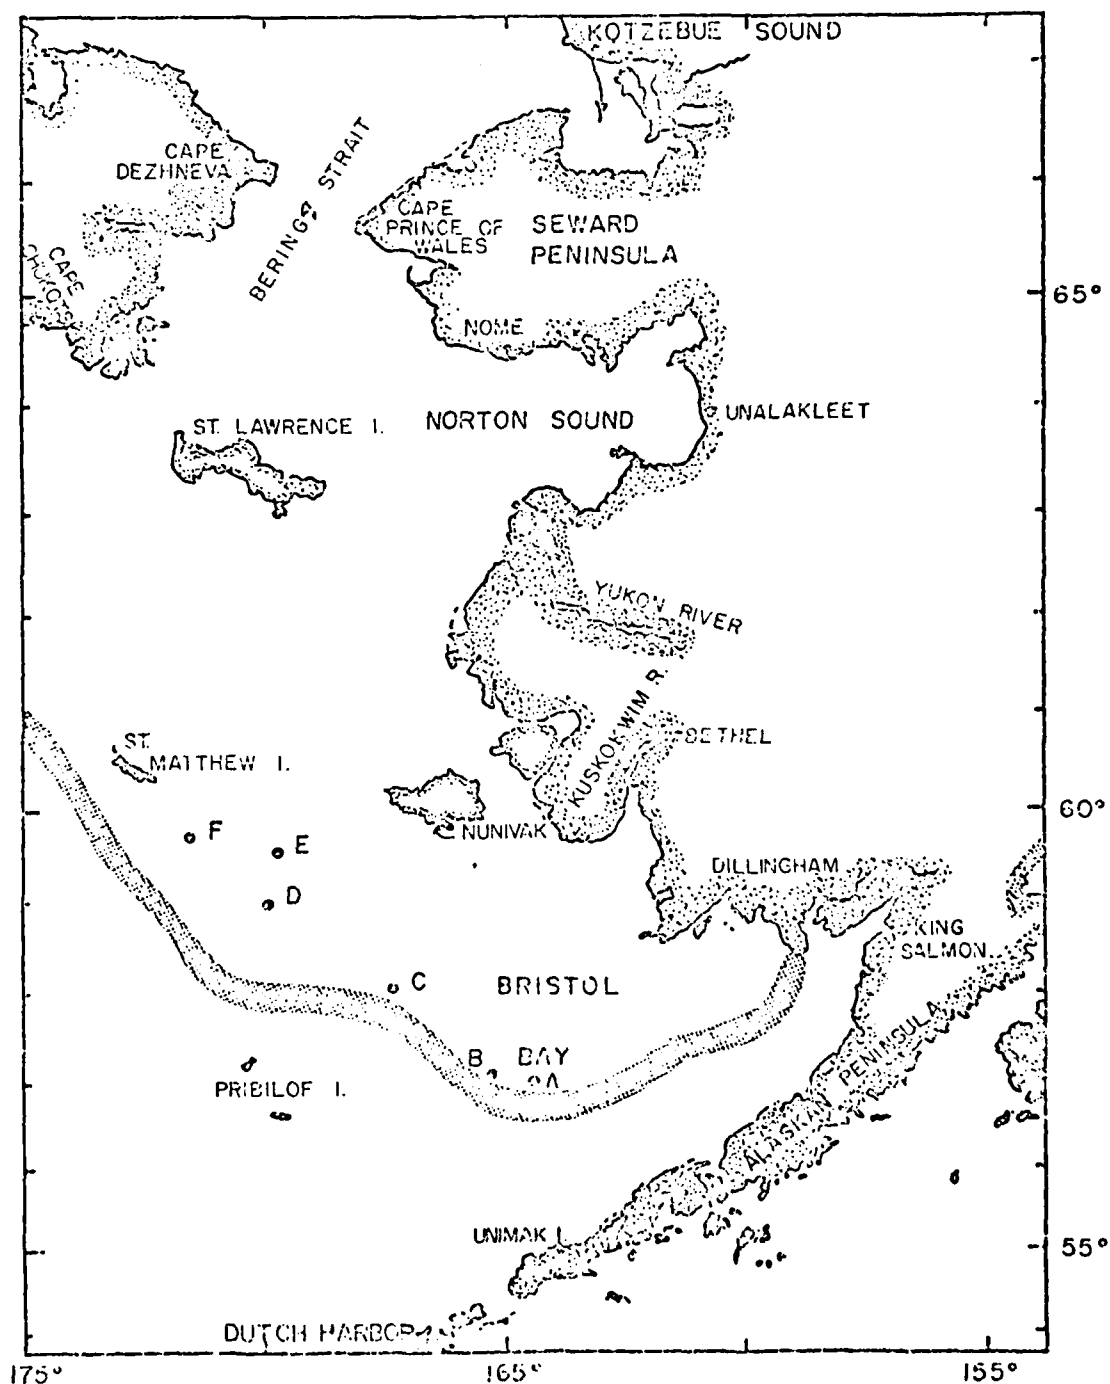 KOTZEBUE SOUND
CAPE
DEZHNEVA
BERING STRAIT
CAPE
PRINCE OF
WALES
SEWARD
PENINSULA
CAPE
65°
NOME
ST. LAWRENCE I.
NORTON SOUND
UNALAKLEET
YUKON RIVER
KUSKOKWIM R.
BETHEL
ST.
MATTHEW I.
NUNIVAK
60°
F
E
D
DILLINGHAM
KING
SALMON
C
BRISTOL
B
BAY
A
PRIBILOF I.
ALASKAN PENINSULA
UNIMAK I.
55°
DUTCH HARBOR
175°
165°
155°